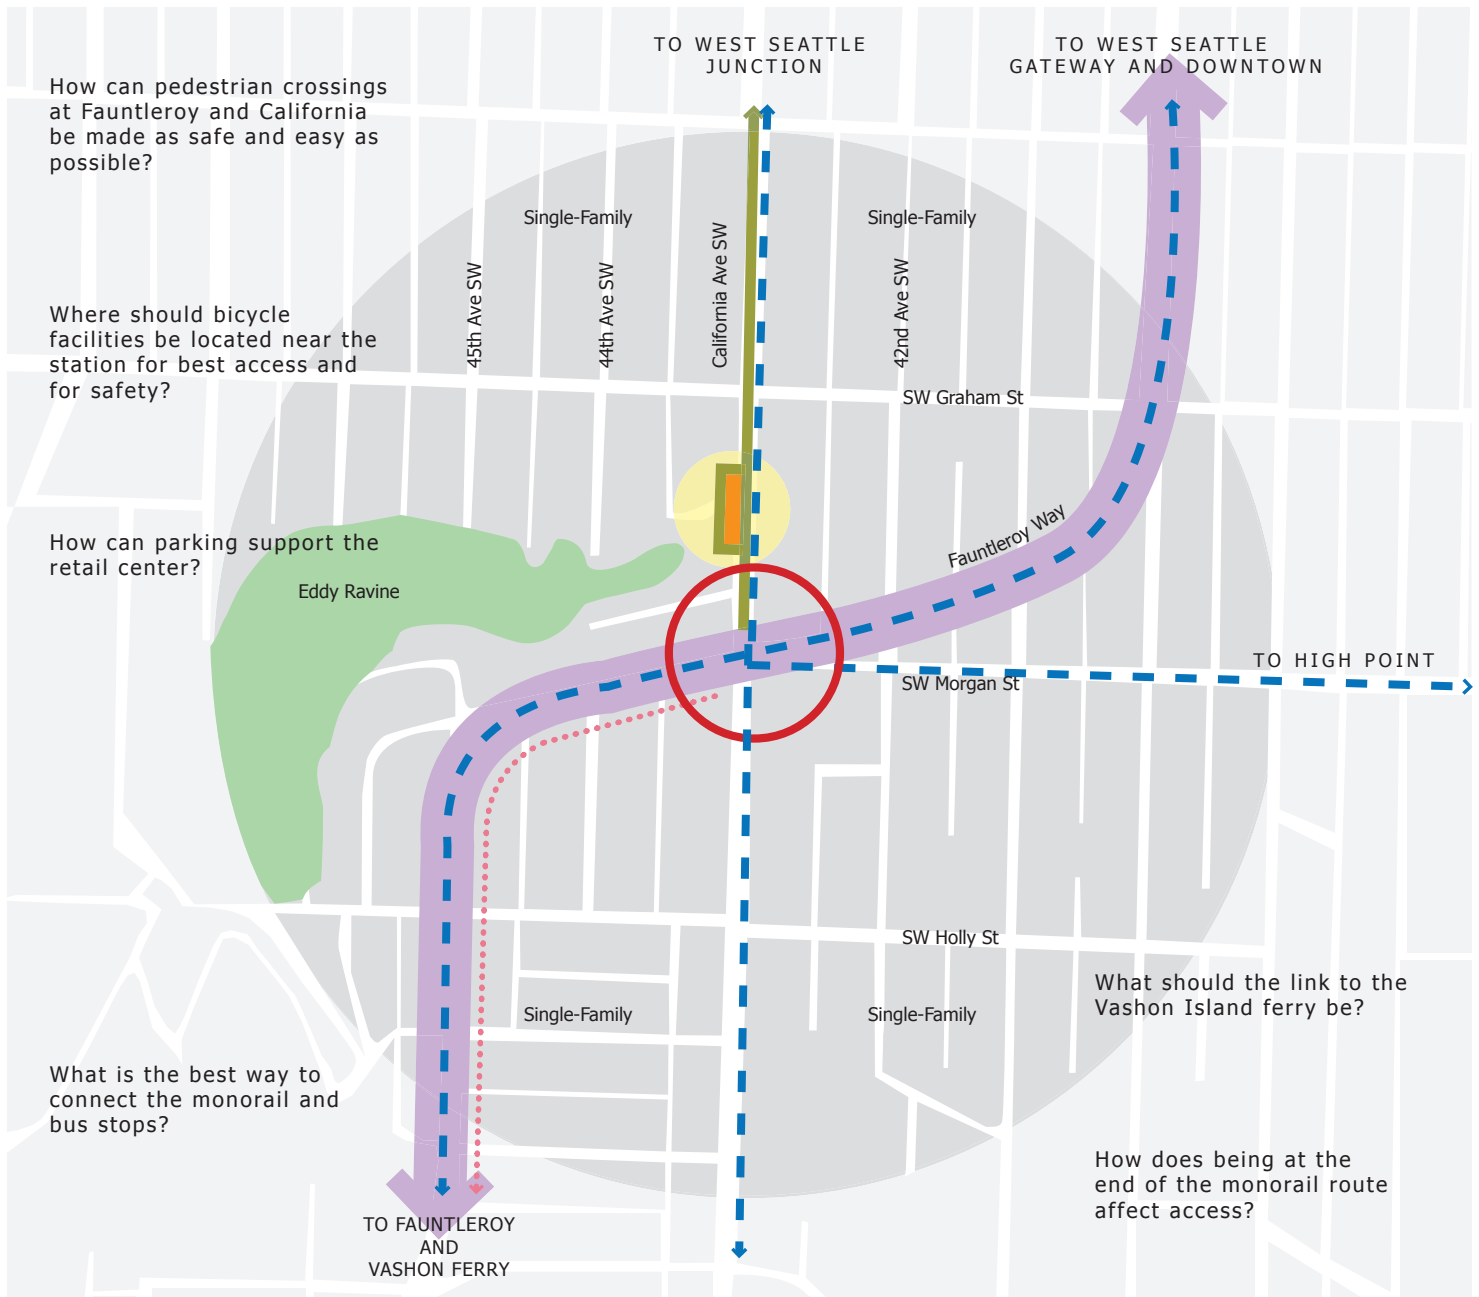 TO WEST SEATTLE
JUNCTION
TO WEST SEATTLE
GATEWAY AND DOWNTOWN
How can pedestrian crossings
at Fauntleroy and California
be made as safe and easy as
possible?
Single-Family
Single-Family
45th Ave SW
44th Ave SW
California Ave SW
42nd Ave SW
Where should bicycle
facilities be located near the
station for best access and
for safety?
SW Graham St
Fauntleroy Way
How can parking support the
retail center?
Eddy Ravine
TO HIGH POINT
SW Morgan St
SW Holly St
What should the link to the
Vashon Island ferry be?
Single-Family
Single-Family
What is the best way to
connect the monorail and
bus stops?
How does being at the
end of the monorail route
affect access?
TO FAUNTLEROY
AND
VASHON FERRY